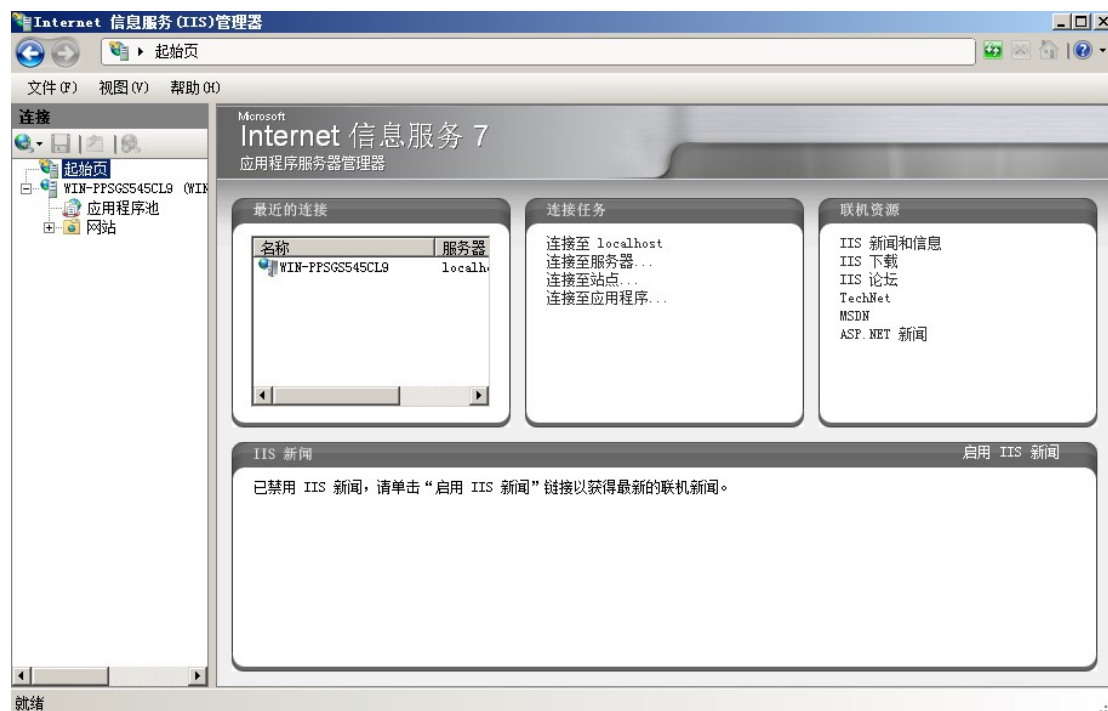 Internet 信息服务(IIS)管理器
起始页
文件(F) 视图(V) 帮助(H)
连接
起始页
WIN-PPSGS545CL9 (WIN
应用程序池
网站
Microsoft
Internet 信息服务 7
应用程序服务器管理器
最近的连接
名称 服务器
WIN-PPSGS545CL9 localh
连接任务
连接至 localhost
连接至服务器...
连接至站点...
连接至应用程序...
联机资源
IIS 新闻和信息
IIS 下载
IIS 论坛
TechNet
MSDN
ASP.NET 新闻
IIS 新闻 启用 IIS 新闻
已禁用 IIS 新闻，请单击“启用 IIS 新闻”链接以获得最新的联机新闻。
就绪